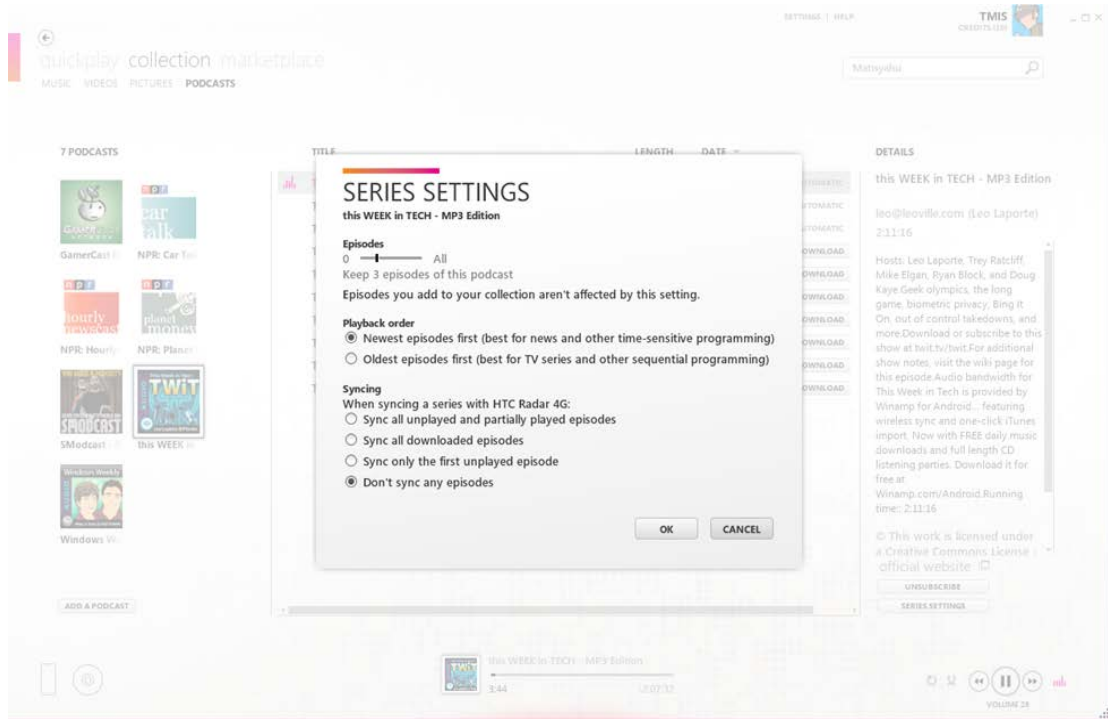 SETTINGS | HELP
TMIS
quickplay collection marketplace
MUSIC VIDEOS PICTURES PODCASTS
7 PODCASTS
TITLE LENGTH DATE
DETAILS
GamerCast
NPR: Car
NPR: Hourly
NPR: Planet
SModcast
this WEEK in
Windows
ADD A PODCAST
SERIES SETTINGS
this WEEK in TECH - MP3 Edition
Episodes
0 All
Keep 3 episodes of this podcast
Episodes you add to your collection aren't affected by this setting.
Playback order
Newest episodes first (best for news and other time-sensitive programming)
Oldest episodes first (best for TV series and other sequential programming)
Syncing
When syncing a series with HTC Radar 4G:
Sync all unplayed and partially played episodes
Sync all downloaded episodes
Sync only the first unplayed episode
Don't sync any episodes
OK CANCEL
this WEEK in TECH - MP3 Edition
leo@leoville.com (Leo Laporte)
2:11:16
Hosts: Leo Laporte, Trey Ratcliff,
Mike Elgan, Ryan Block, and Doug
Kaye Geek olympics, the long
game, biometric privacy, Bing It
On, out of control takedowns, and
more.Download or subscribe to this
show at twit.tv/twit.For additional
show notes, visit the wiki page for
this episode.Audio bandwidth for
This Week in Tech is provided by
Winamp for Android... featuring
wireless sync and one-click iTunes
import. Now with FREE daily music
downloads and full length CD
listening parties. Download it for
free at
Winamp.com/Android.Running
time: 2:11:16
© This work is licensed under
a Creative Commons License
official website
UNSUBSCRIBE
SERIES SETTINGS
this WEEK in TECH - MP3 Edition
3:44
VOLUME 28